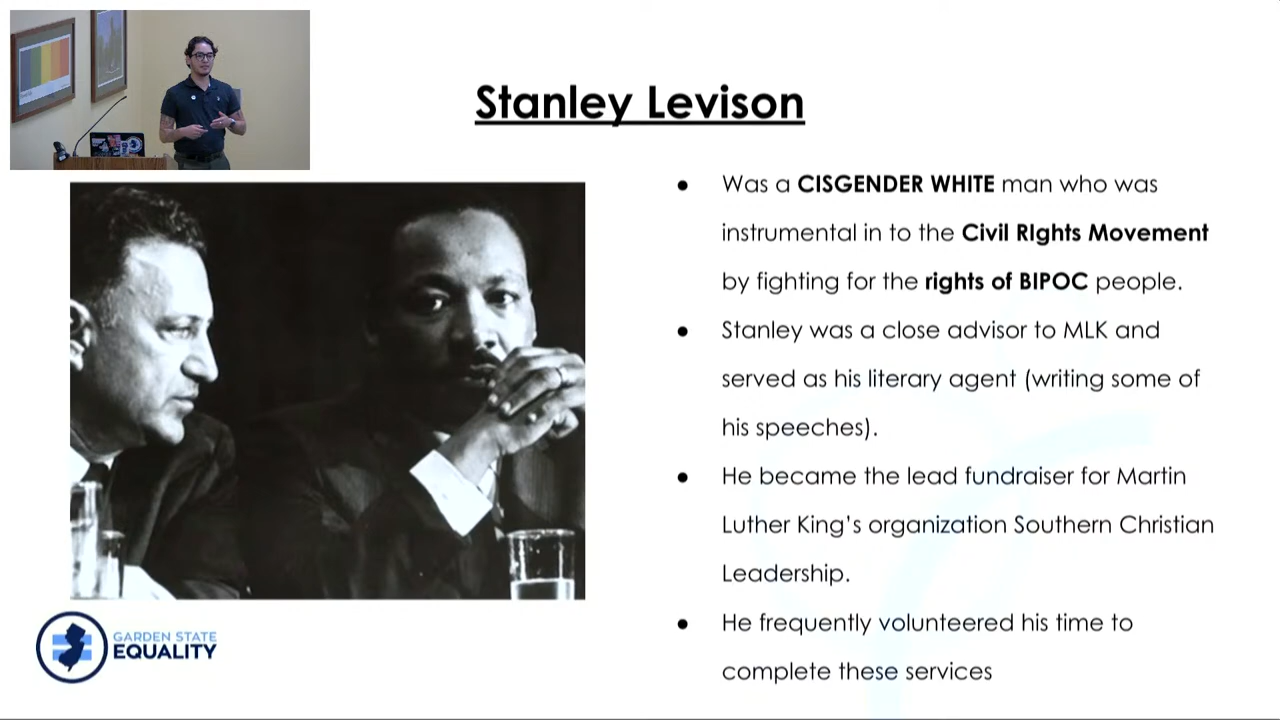 Stanley Levison
● Was a CISGENDER WHITE man who was
instrumental in to the Civil RIghts Movement
by fighting for the rights of BIPOC people.
● Stanley was a close advisor to MLK and
served as his literary agent (writing some of
his speeches).
● He became the lead fundraiser for Martin
Luther King's organization Southern Christian
Leadership.
● He frequently volunteered his time to
complete these services
GARDEN STATE
EQUALITY